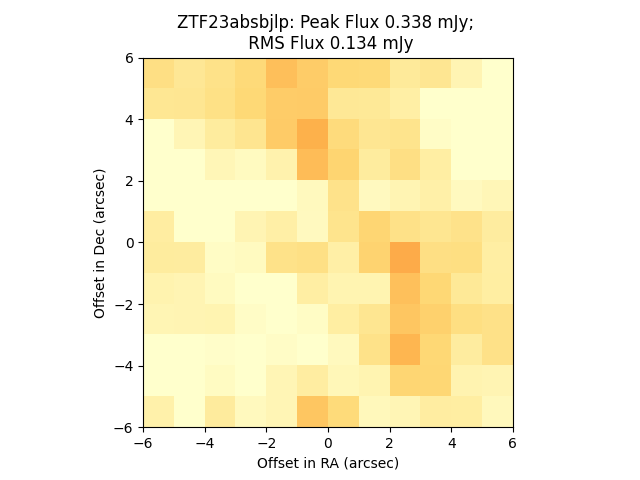 ZTF23absbjlp: Peak Flux 0.338 mJy;
RMS Flux 0.134 mJy
6
4
2
0
−2
−4
−6
Offset in Dec (arcsec)
−6 −4 −2 0 2 4 6
Offset in RA (arcsec)